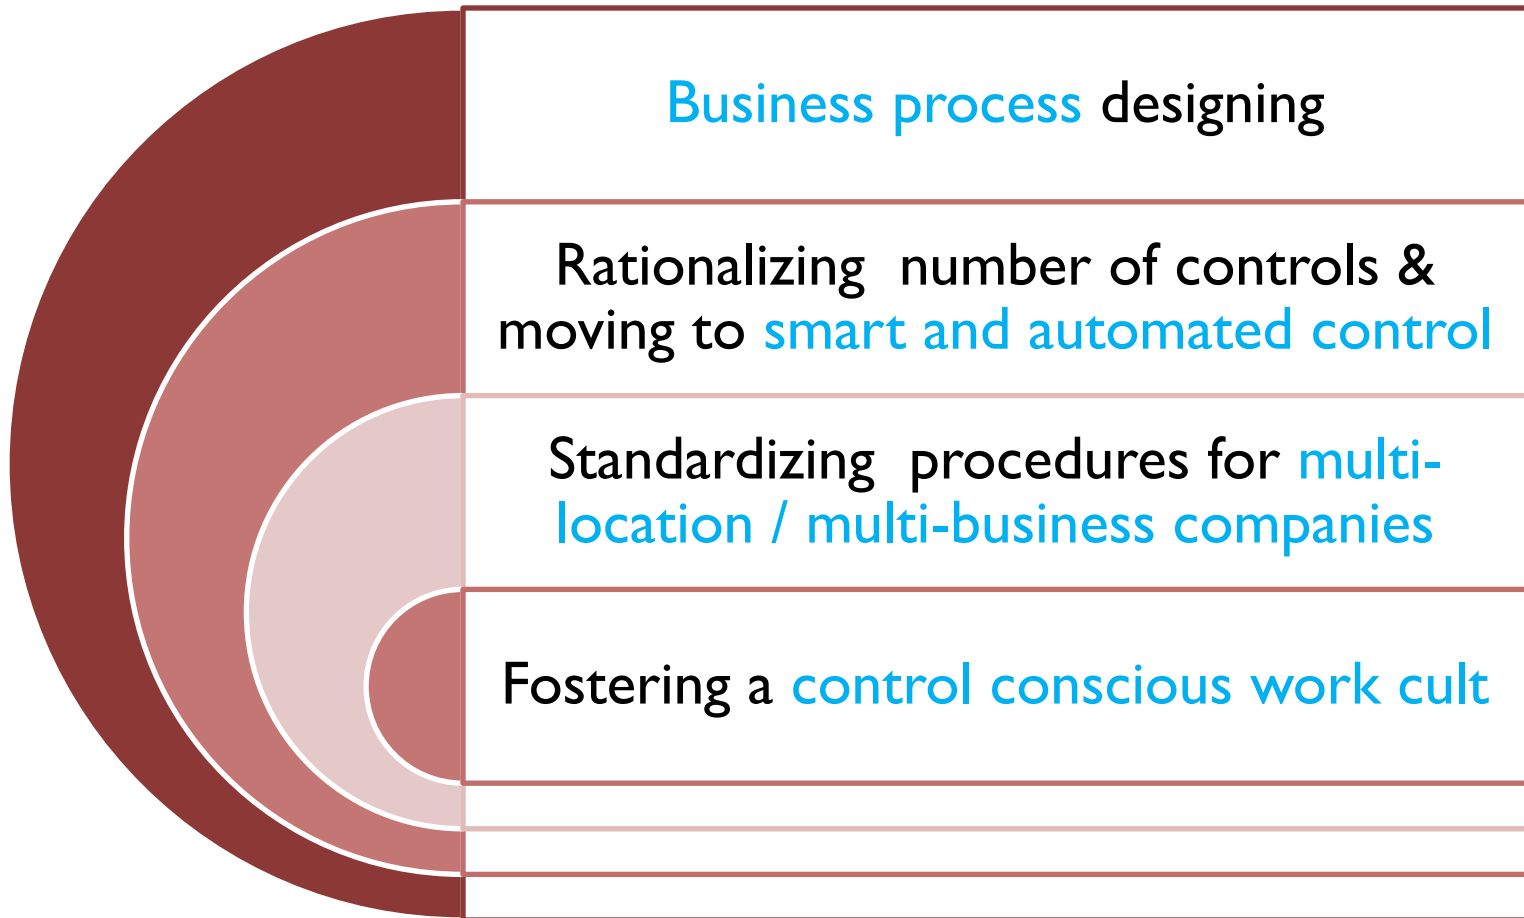 Business process designing
Rationalizing  number of controls &
moving to smart and automated control
Standardizing  procedures for multi-
location / multi-business companies
Fostering a control conscious work cult